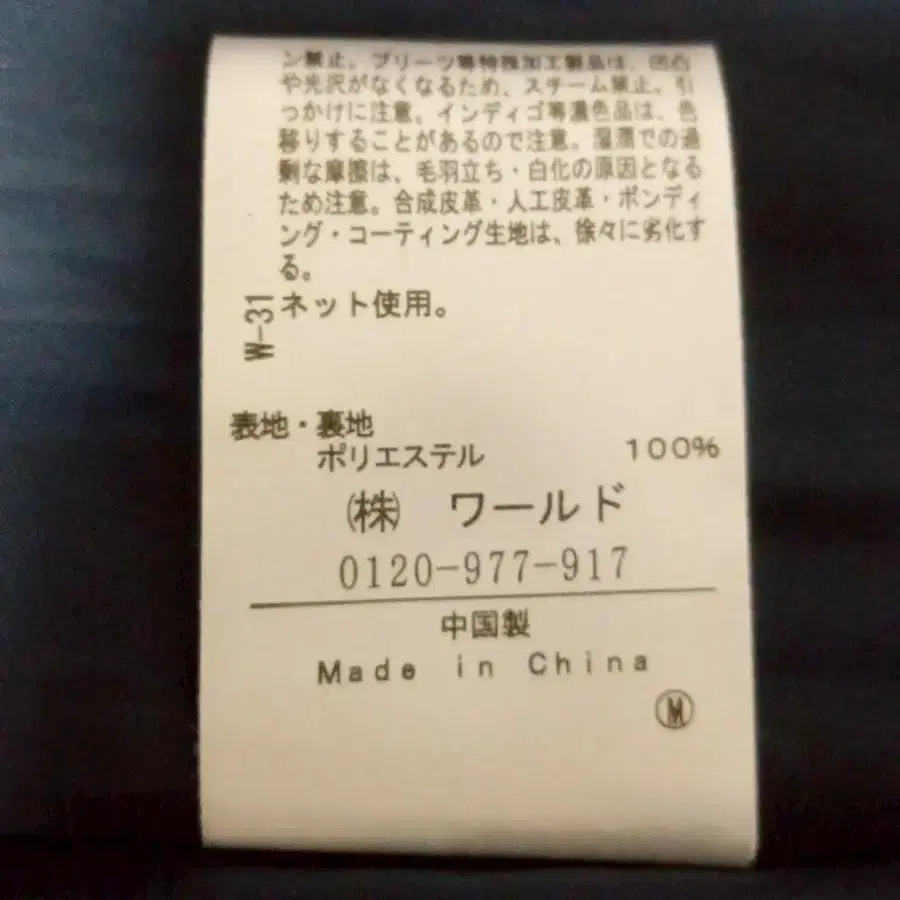 ン禁止。プリーツ等特殊加工製品は、凹凸
や光沢がなくなるため、スチーム禁止。引
っかけに注意。インディゴ等濃色品は、色
移りすることがあるので注意。湿潤での過
剰な摩擦は、毛羽立ち・白化の原因となる
ため注意。合成皮革・人工皮革・ボンディ
ング・コーティング生地は、徐々に劣化す
る。
ネット使用。
W-31
表地・裏地
ポリエステル 100%
㈱ ワールド
0120-977-917
中国製
Made in China
Ⓜ